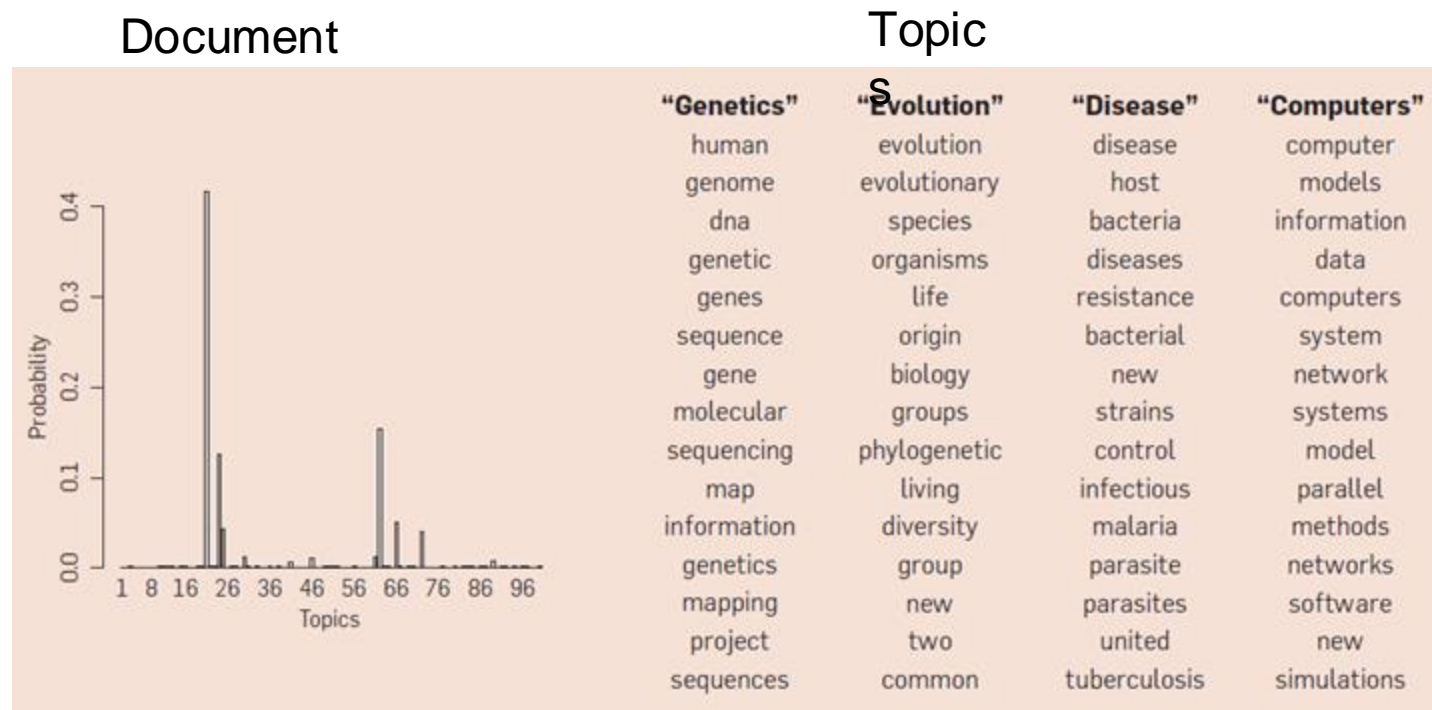 Document
Topic
s
0.4
0.3
0.2
0.1
0.0
Probability
1 8 16 26 36 46 56 66 76 86 96
Topics
“Genetics” “Evolution” “Disease” “Computers”
human evolution disease computer
genome evolutionary host models
dna species bacteria information
genetic organisms diseases data
genes life resistance computers
sequence origin bacterial system
gene biology new network
molecular groups strains systems
sequencing phylogenetic control model
map living infectious parallel
information diversity malaria methods
genetics group parasite networks
mapping new parasites software
project two united new
sequences common tuberculosis simulations